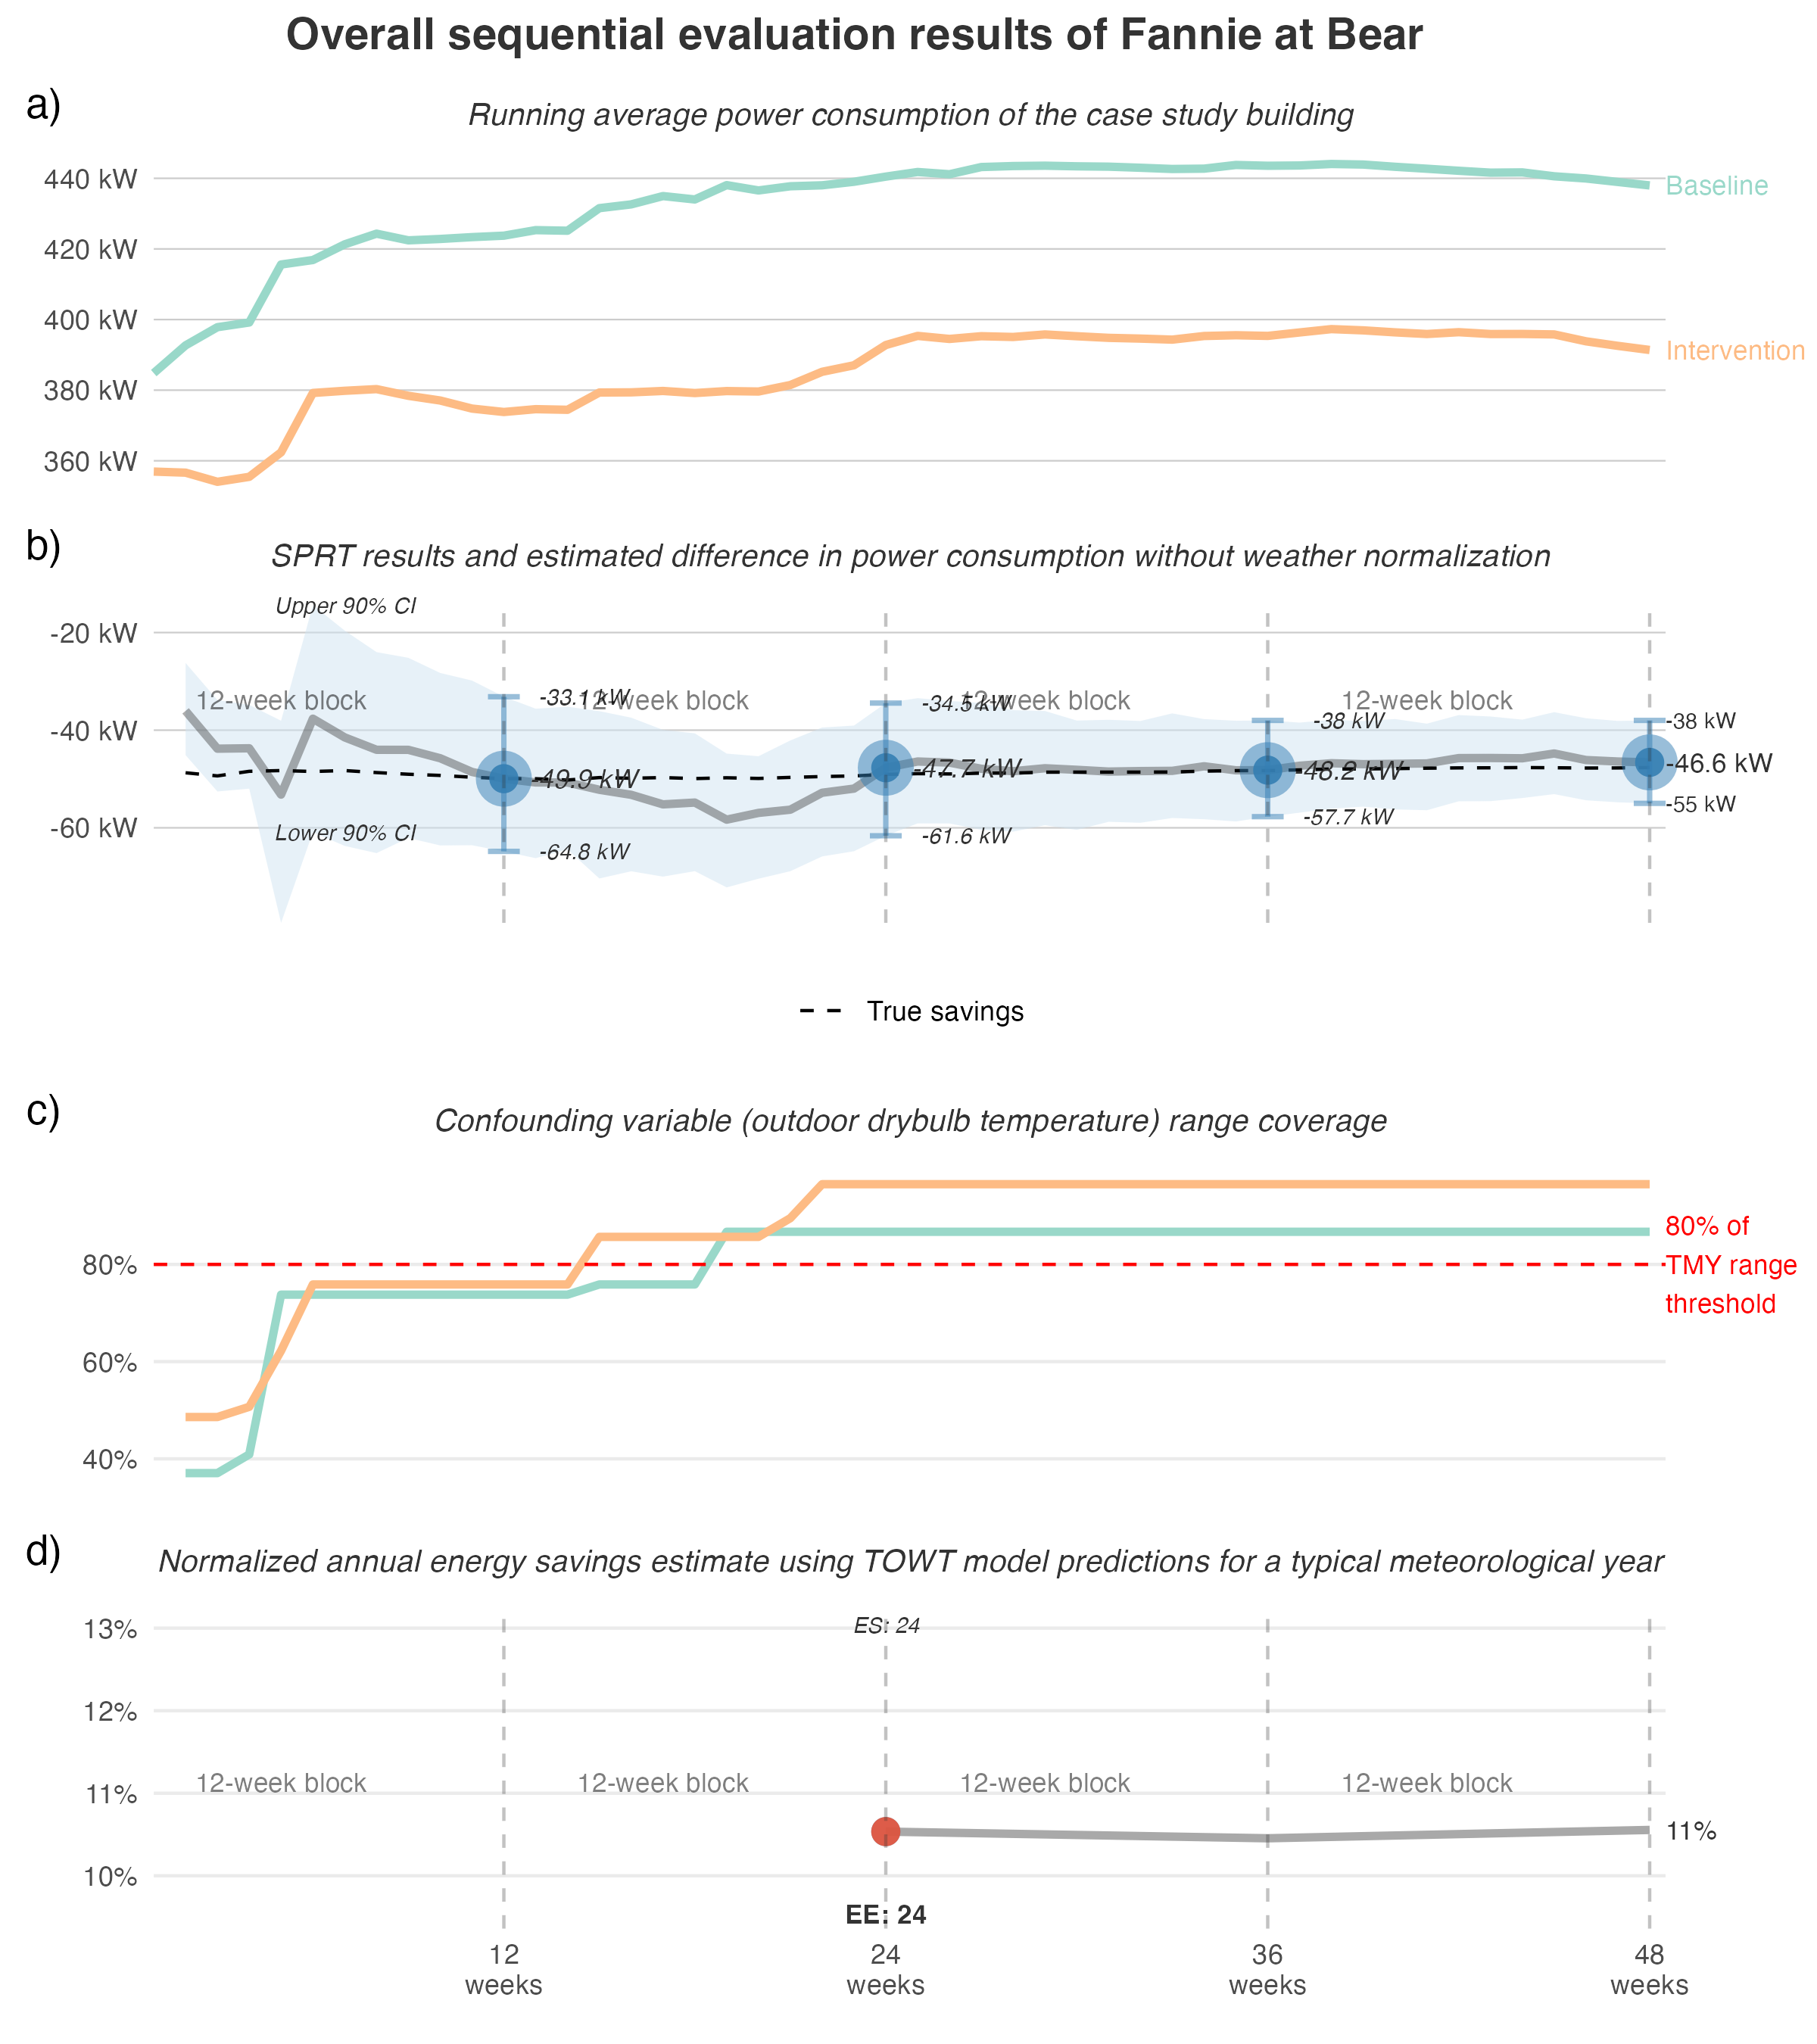 Overall sequential evaluation results of Fannie at Bear
a)
Running average power consumption of the case study building
440 kW
420 kW
400 kW
380 kW
360 kW
Baseline
Intervention
b)
SPRT results and estimated difference in power consumption without weather normalization
-20 kW
-40 kW
-60 kW
Upper 90% CI
Lower 90% CI
12-week block
12-week block
12-week block
12-week block
-33.1 kW
-49.9 kW
-64.8 kW
-34.5 kW
-47.7 kW
-61.6 kW
-38 kW
-48.2 kW
-57.7 kW
-38 kW
-46.6 kW
-55 kW
True savings
c)
Confounding variable (outdoor drybulb temperature) range coverage
80%
60%
40%
80% of
TMY range
threshold
d)
Normalized annual energy savings estimate using TOWT model predictions for a typical meteorological year
13%
12%
11%
10%
ES: 24
12-week block
12-week block
12-week block
12-week block
11%
EE: 24
12
weeks
24
weeks
36
weeks
48
weeks